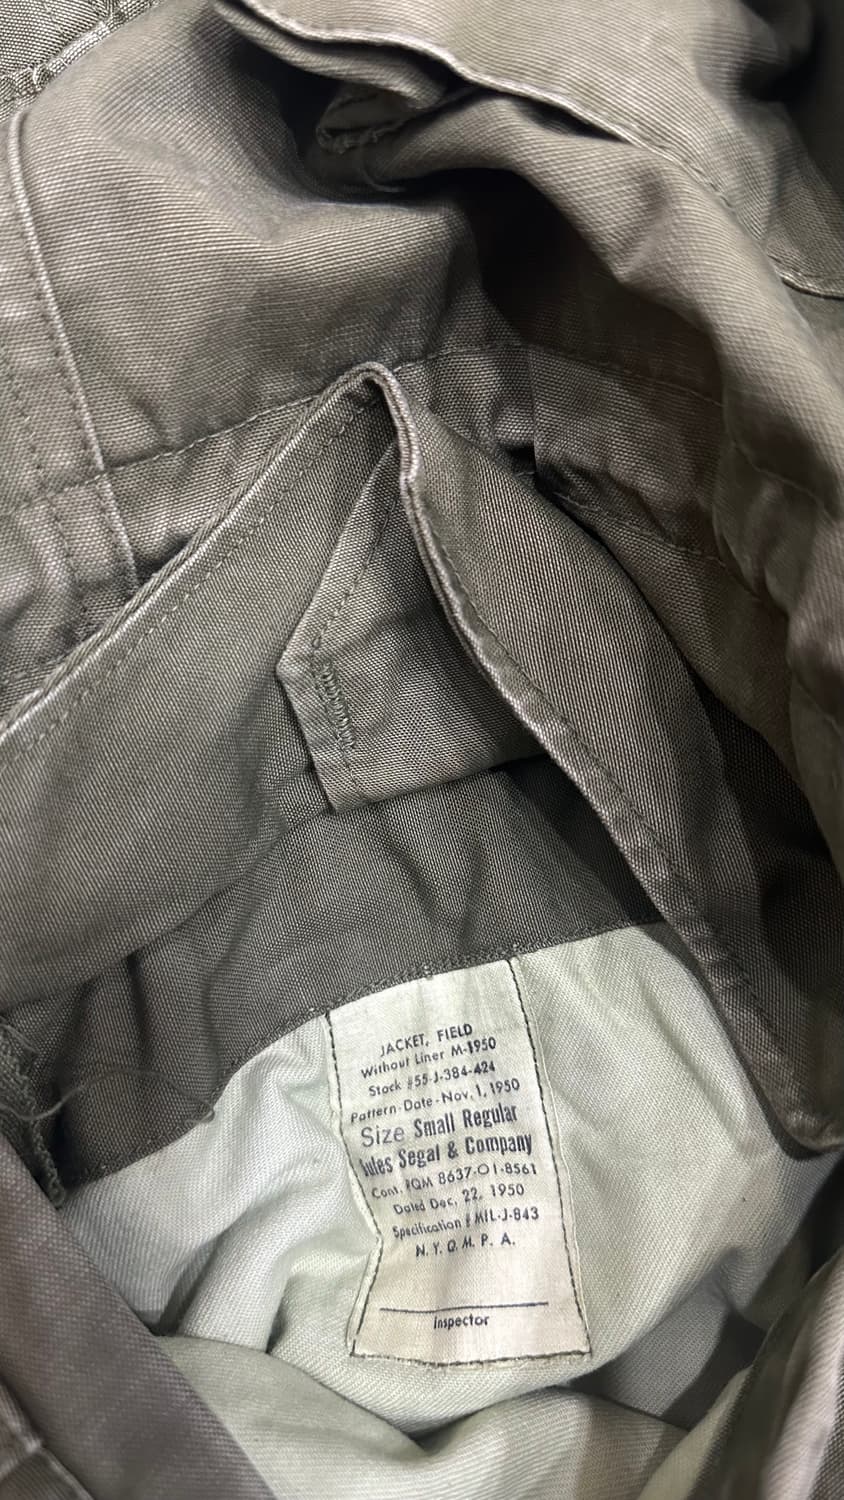 JACKET, FIELD
Without Liner M-1950
Stock #55-J-384-424
Pattern-Date-Nov. 1, 1950
Size Small Regular
Jules Segal & Company
Cont. PQM 8637-OI-8561
Dated Dec. 22, 1950
Specification # MIL-J-843
N. Y. Q. M. P. A.
Inspector